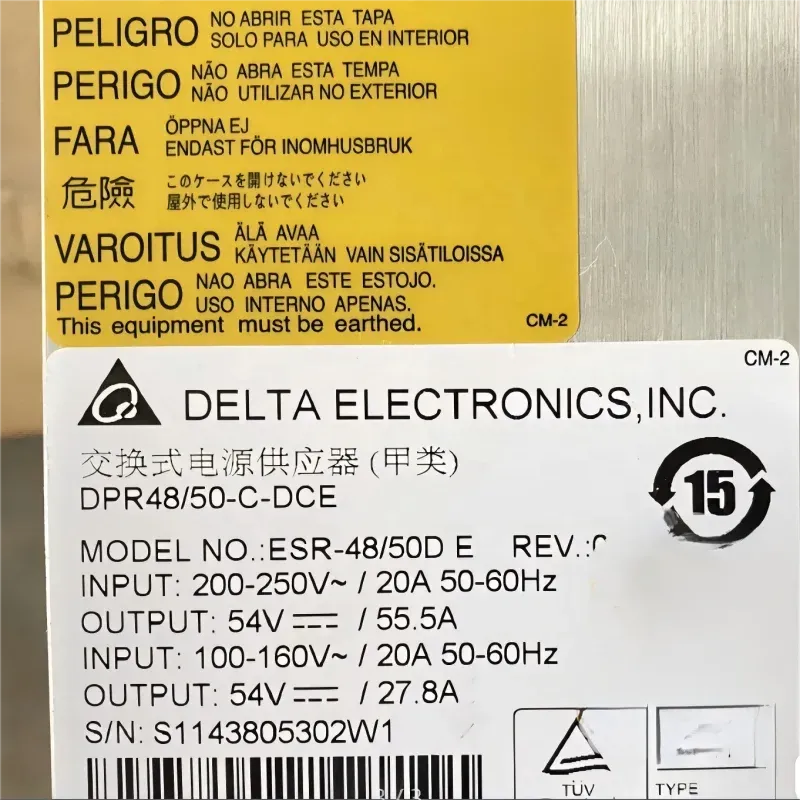 PELIGRO NO ABRIR ESTA TAPA
SOLO PARA USO EN INTERIOR
PERIGO NÃO ABRA ESTA TEMPA
NÃO UTILIZAR NO EXTERIOR
FARA ÖPPNA EJ
ENDAST FÖR INOMHUSBRUK
危險 このケースを開けないでください
屋外で使用しないでください
VAROITUS ÄLÄ AVAA
KÄYTETÄÄN VAIN SISÄTILOISSA
PERIGO NAO ABRA ESTE ESTOJO.
USO INTERNO APENAS.
This equipment must be earthed. CM-2
CM-2
DELTA ELECTRONICS,INC.
交换式电源供应器 (甲类)
DPR48/50-C-DCE
15
MODEL NO.:ESR-48/50D E REV.:
INPUT: 200-250V~ / 20A 50-60Hz
OUTPUT: 54V ⎓ / 55.5A
INPUT: 100-160V~ / 20A 50-60Hz
OUTPUT: 54V ⎓ / 27.8A
S/N: S1143805302W1
TÜV TYPE